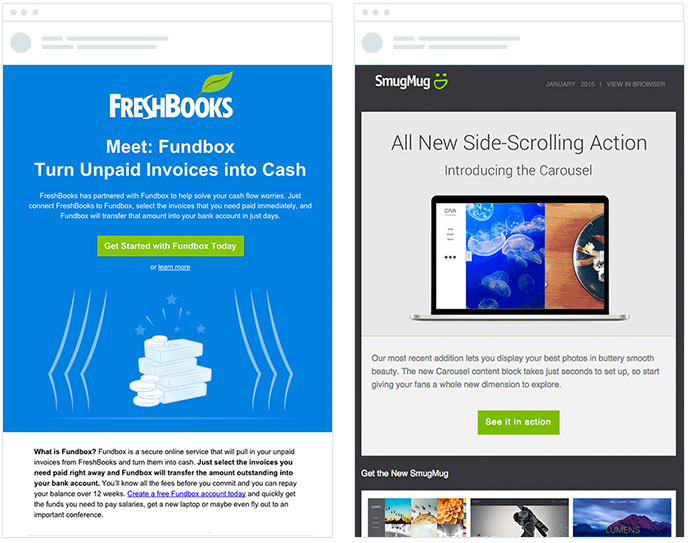 FRESHBOOKS
Meet: Fundbox
Turn Unpaid Invoices into Cash
FreshBooks has partnered with Fundbox to help solve your cash flow worries. Just
connect FreshBooks to Fundbox, select the invoices that you need paid immediately, and
Fundbox will transfer that amount into your bank account in just days.
Get Started with Fundbox Today
or learn more
What is Fundbox? Fundbox is a secure online service that will pull in your unpaid
invoices from FreshBooks and turn them into cash. Just select the invoices you
need paid right away and Fundbox will transfer the amount outstanding into
your bank account. You'll know all the fees before you commit and you can repay
your balance over 12 weeks. Create a free Fundbox account today and quickly get
the funds you need to pay salaries, get a new laptop or maybe even fly out to an
important conference.
SmugMug
JANUARY 2015 | VIEW IN BROWSER
All New Side-Scrolling Action
Introducing the Carousel
DNA
Our most recent addition lets you display your best photos in buttery smooth
beauty. The new Carousel content block takes just seconds to set up, so start
giving your fans a whole new dimension to explore.
See it in action
Get the New SmugMug
LUMENS